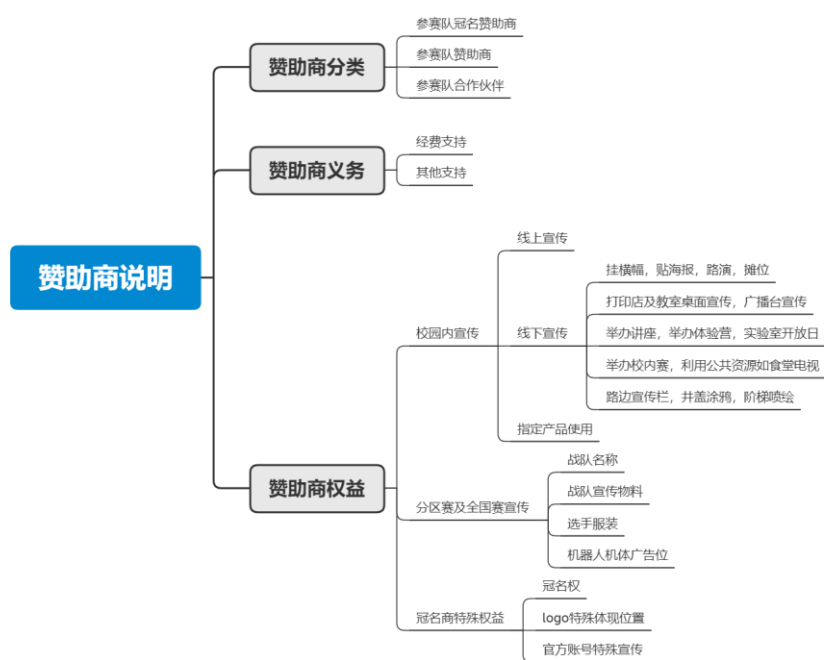 赞助商说明
赞助商分类
参赛队冠名赞助商
参赛队赞助商
参赛队合作伙伴
赞助商义务
经费支持
其他支持
赞助商权益
校园内宣传
线上宣传
线下宣传
挂横幅，贴海报，路演，摊位
打印店及教室桌面宣传，广播台宣传
举办讲座，举办体验营，实验室开放日
举办校内赛，利用公共资源如食堂电视
路边宣传栏，井盖涂鸦，阶梯喷绘
指定产品使用
分区赛及全国赛宣传
战队名称
战队宣传物料
选手服装
机器人机体广告位
冠名商特殊权益
冠名权
logo特殊体现位置
官方账号特殊宣传